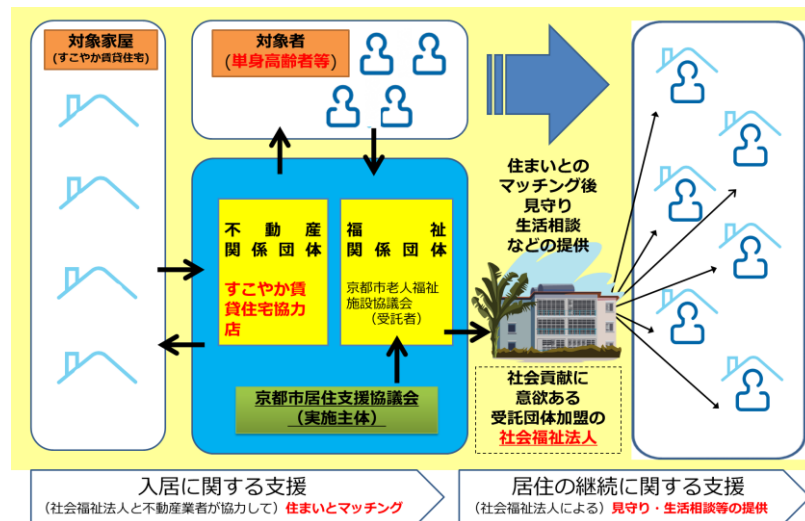 対象家屋
(すこやか賃貸住宅)
対象者
(単身高齢者等)
住まいとの
マッチング後
見守り
生活相談
などの提供
不動産
関係団体
すこやか賃
貸住宅協力
店
福祉
関係団体
京都市老人福祉
施設協議会
(受託者)
京都市居住支援協議会
(実施主体)
社会貢献に
意欲ある
受託団体加盟の
社会福祉法人
入居に関する支援
(社会福祉法人と不動産業者が協力して) 住まいとマッチング
居住の継続に関する支援
(社会福祉法人による) 見守り・生活相談等の提供